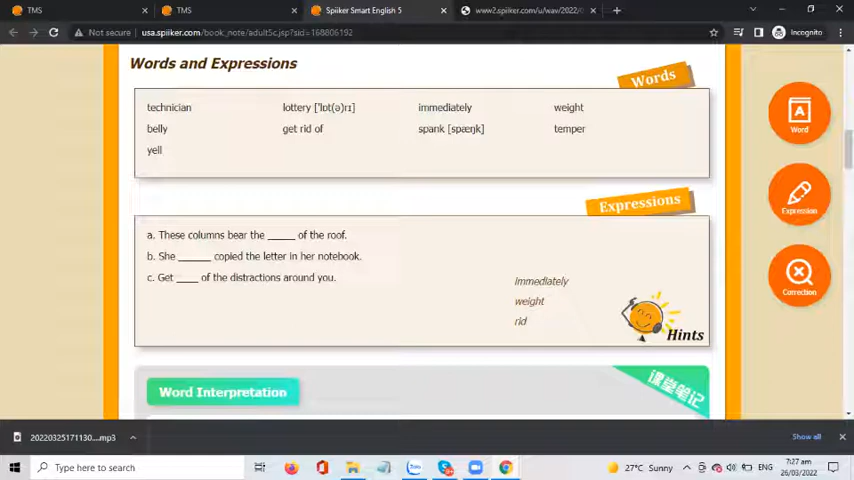 TMS
TMS
Spiiker Smart English 5
www2.spiiker.com/u/wav/2022/
Incognito
Not secure | usa.spiiker.com/book_note/adult5c.jsp?sid=168806192
Words and Expressions
Words
technician lottery ['lɒt(ə)rɪ] immediately weight
belly get rid of spank [spæŋk] temper
yell
Word
Expressions
a. These columns bear the _____ of the roof.
b. She ______ copied the letter in her notebook.
c. Get ____ of the distractions around you.
immediately
weight
rid
Hints
Expression
Correction
Word Interpretation
课堂笔记
20220325171130....mp3
Show all
Type here to search
27°C Sunny
ENG
7:27 am
26/03/2022